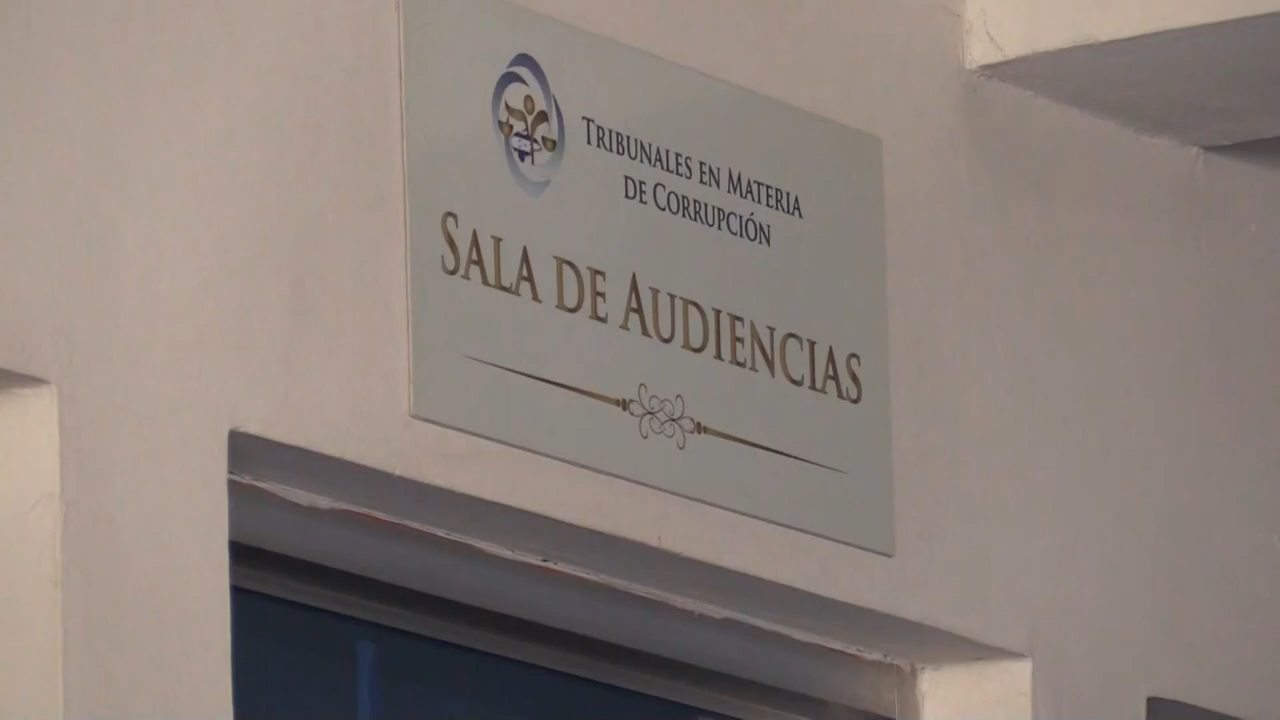 TRIBUNALES EN MATERIA
DE CORRUPCIÓN
SALA DE AUDIENCIAS